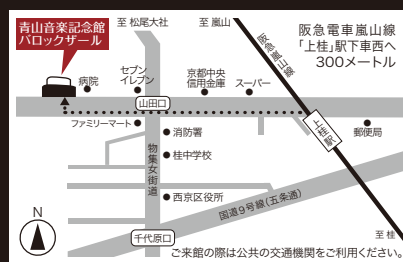 青山音楽記念館
バロックザール
至 松尾大社
至 嵐山
阪急嵐山線
阪急電車嵐山線
「上桂」駅下車西へ
300メートル
病院
セブン
イレブン
京都中央
信用金庫
スーパー
山田口
ファミリーマート
消防署
上桂駅
郵便局
物集女街道
桂中学校
西京区役所
国道9号線(五条通)
N
千代原口
至 桂
ご来館の際は公共の交通機関をご利用ください。